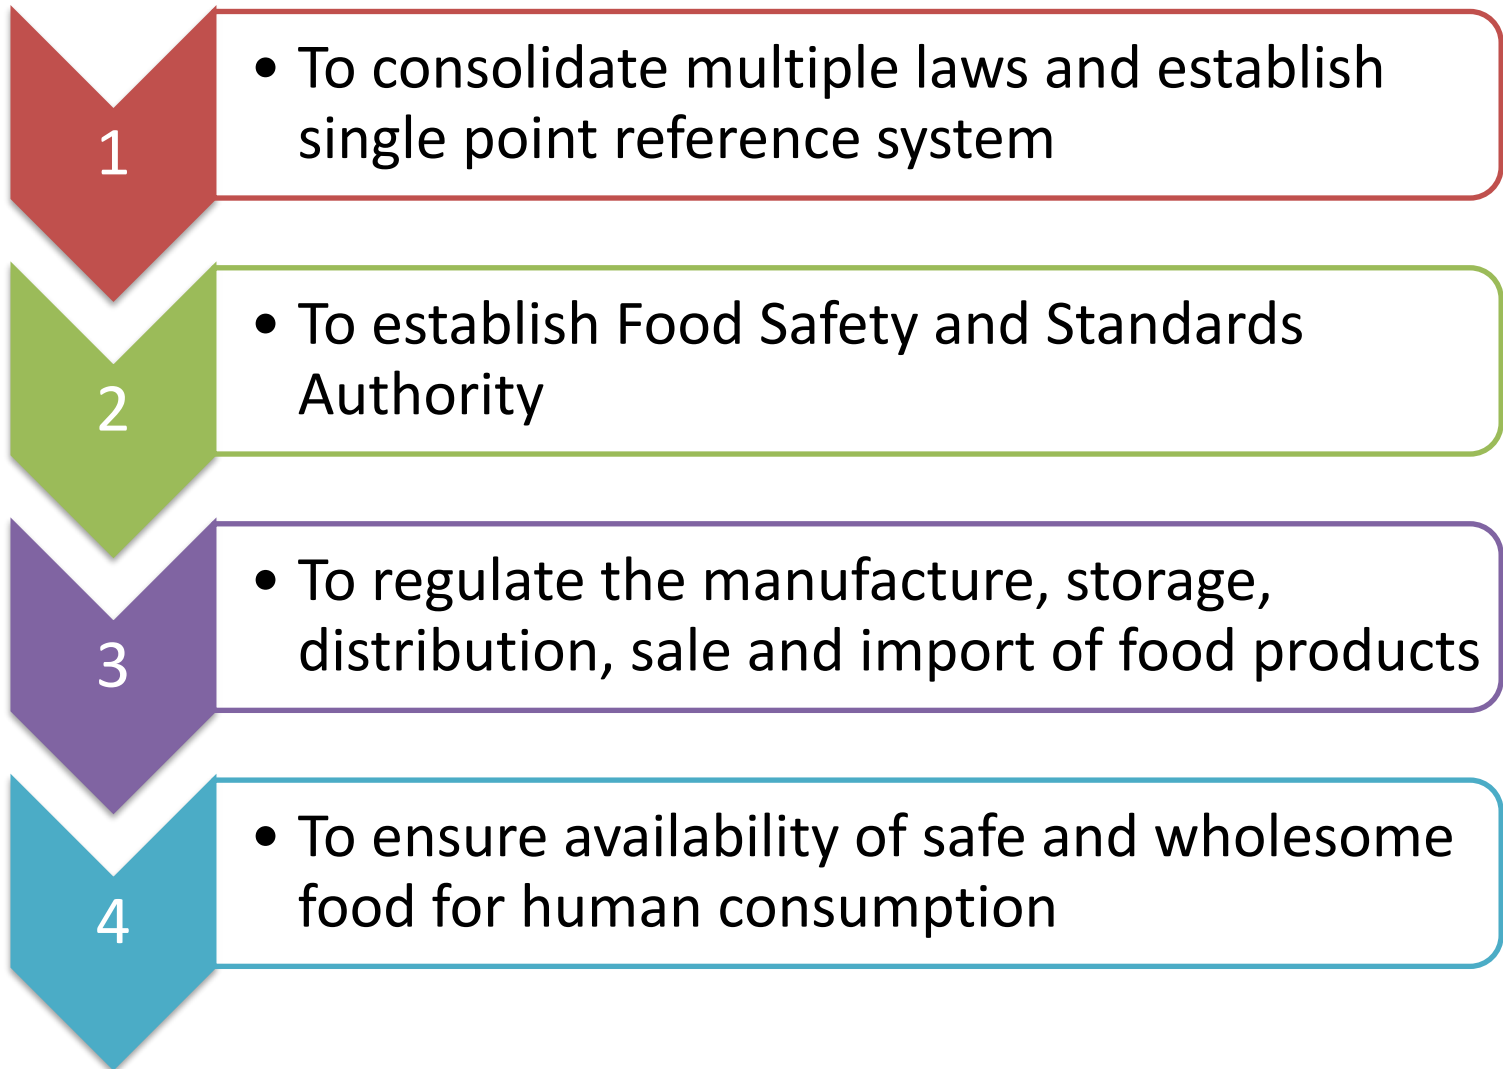 1
• To consolidate multiple laws and establish
single point reference system
2
• To establish Food Safety and Standards
Authority
3
• To regulate the manufacture, storage,
distribution, sale and import of food products
4
• To ensure availability of safe and wholesome
food for human consumption